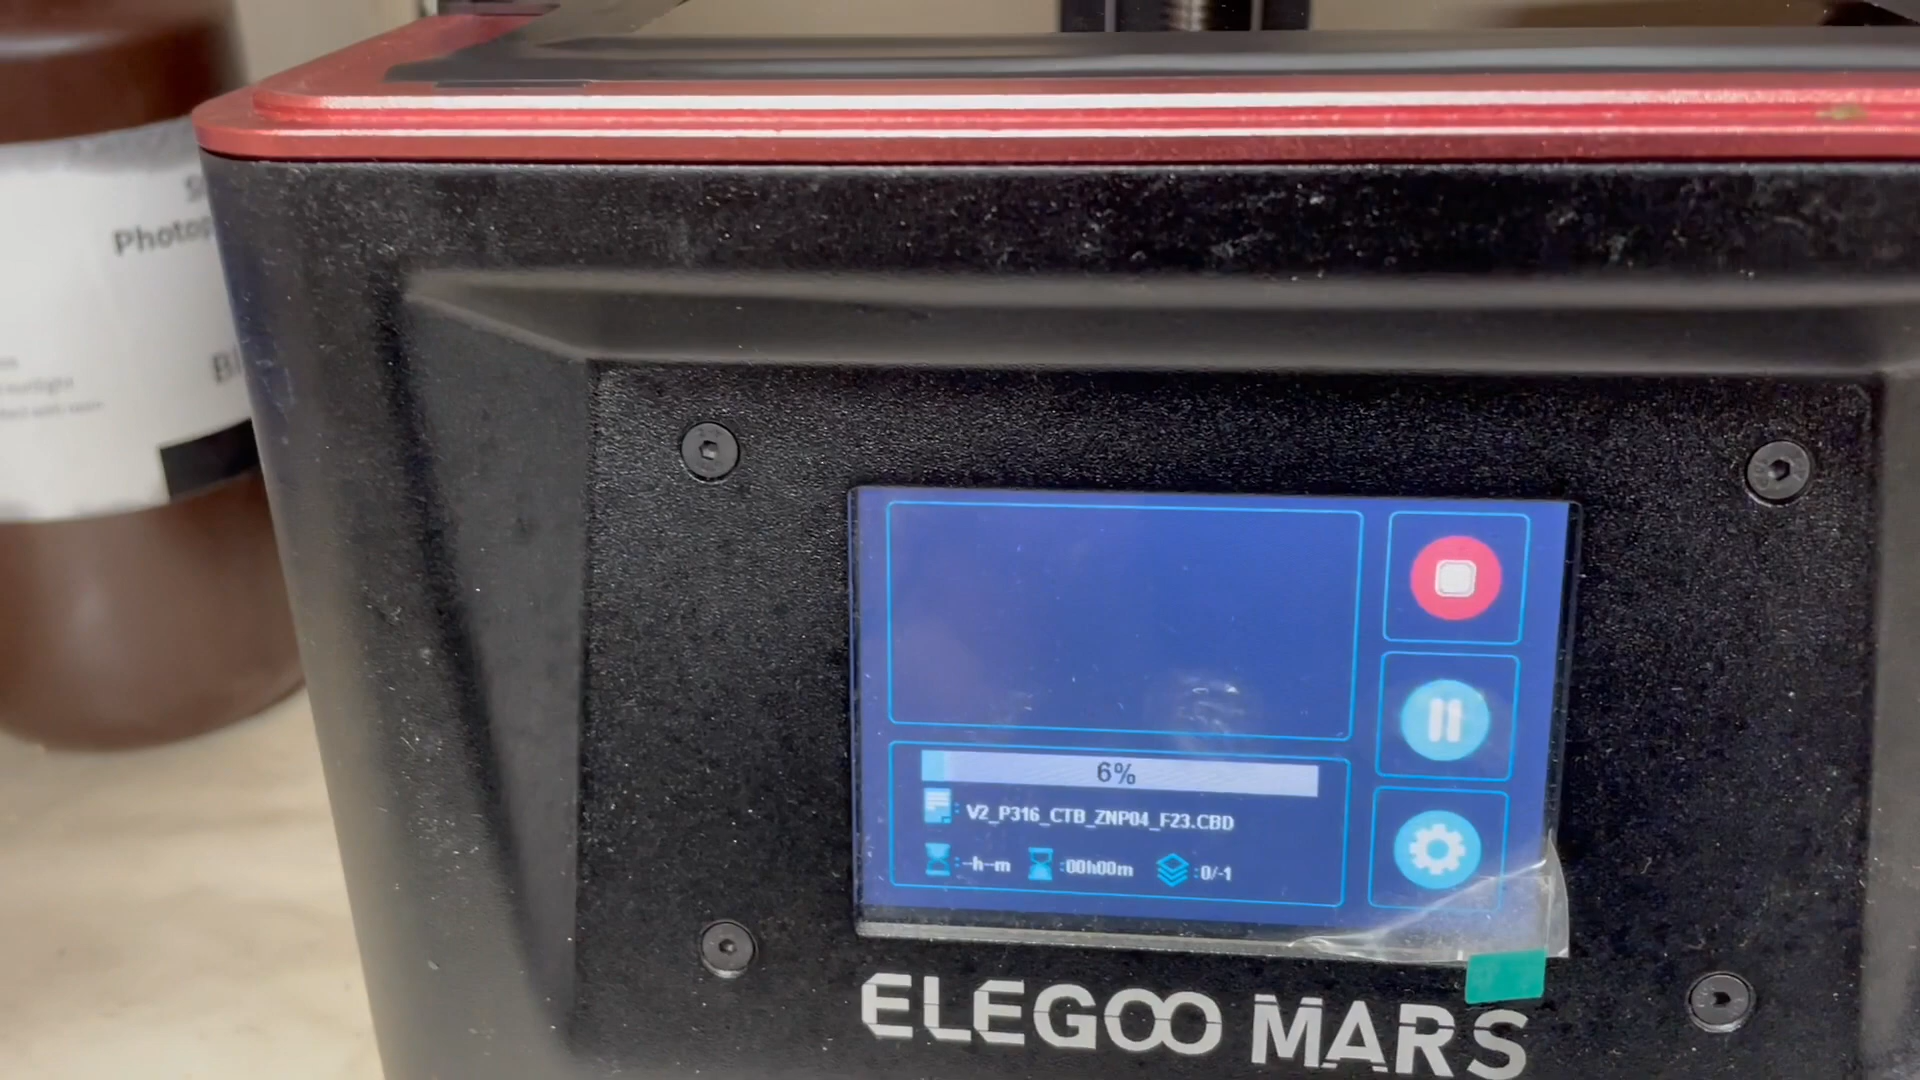 Photop
6%
: V2_P316_CTB_ZNP04_F23.CBD
:--h--m :00h00m :0/-1
ELEGOO MARS